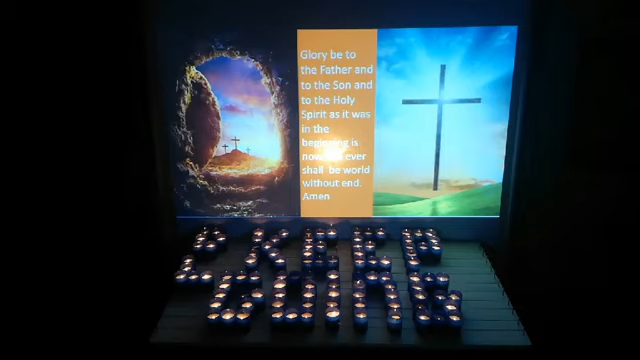 Glory be to
the Father and
to the Son and
to the Holy
Spirit as it was
in the
beginning is
now ever
shall be world
without end.
Amen